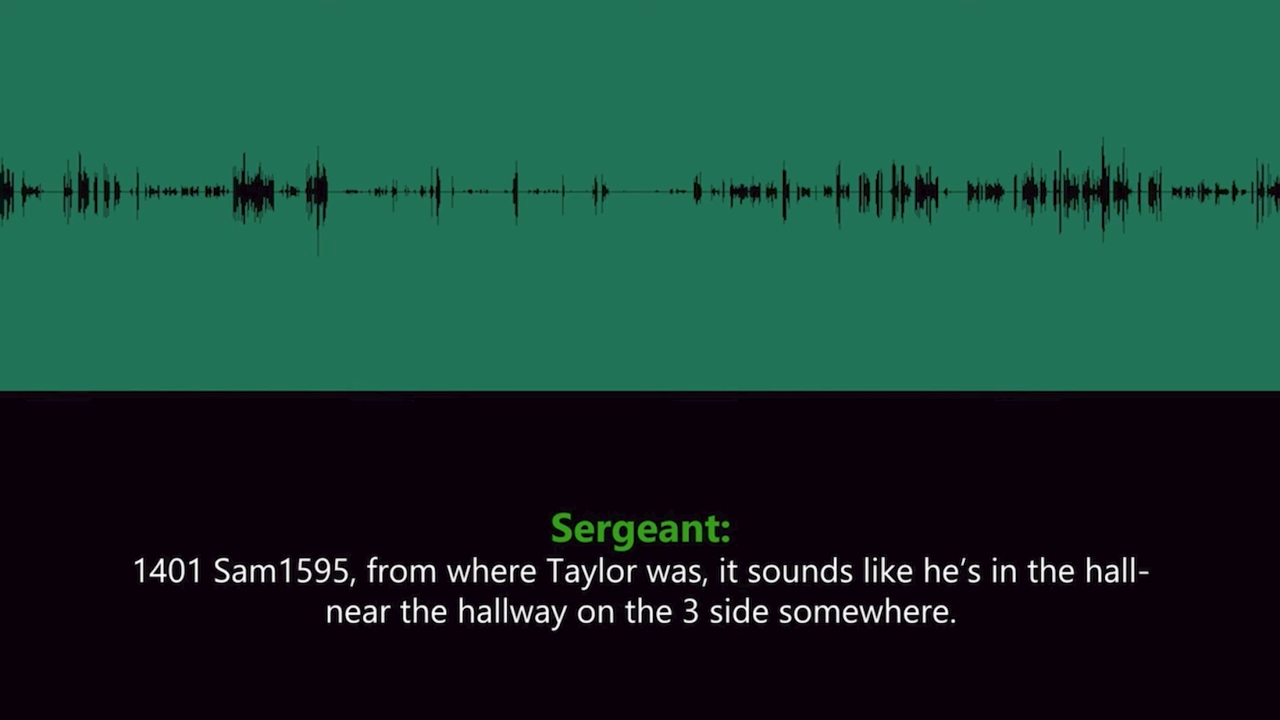 Sergeant:
1401 Sam1595, from where Taylor was, it sounds like he’s in the hall-
near the hallway on the 3 side somewhere.